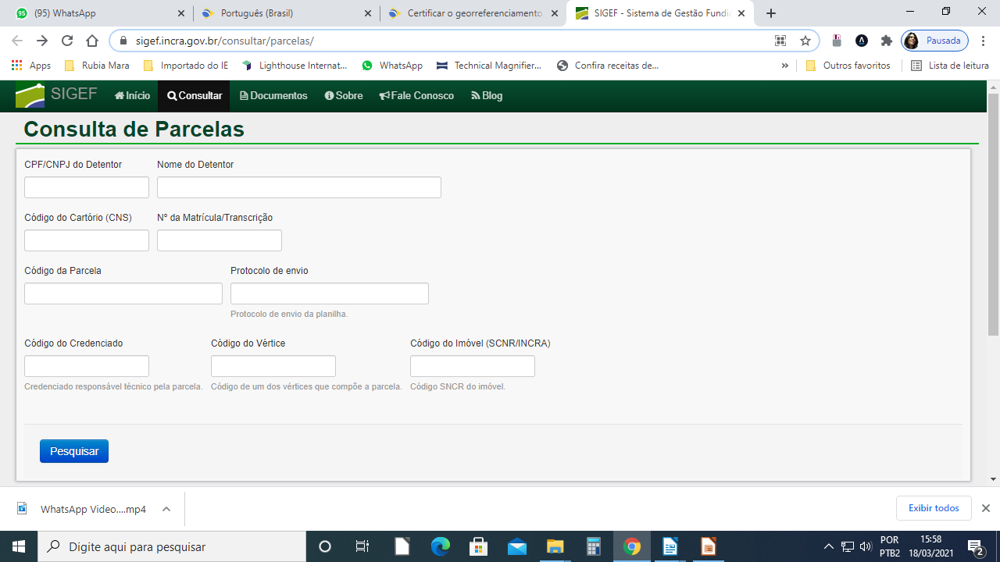 95 (95) WhatsApp
Português (Brasil)
Certificar o georreferenciamento
SIGEF - Sistema de Gestão Fundi
sigef.incra.gov.br/consultar/parcelas/
Pausada
Apps
Rubia Mara
Importado do IE
Lighthouse Internat...
WhatsApp
Technical Magnifier...
Confira receitas de...
»
Outros favoritos
Lista de leitura
SIGEF
Início
Consultar
Documentos
Sobre
Fale Conosco
Blog
Consulta de Parcelas
CPF/CNPJ do Detentor
Nome do Detentor
Código do Cartório (CNS)
Nº da Matrícula/Transcrição
Código da Parcela
Protocolo de envio
Protocolo de envio da planilha.
Código do Credenciado
Código do Vértice
Código do Imóvel (SCNR/INCRA)
Credenciado responsável técnico pela parcela.
Código de um dos vértices que compõe a parcela.
Código SNCR do imóvel.
Pesquisar
WhatsApp Video....mp4
Exibir todos
Digite aqui para pesquisar
POR
PTB2
15:58
18/03/2021
2